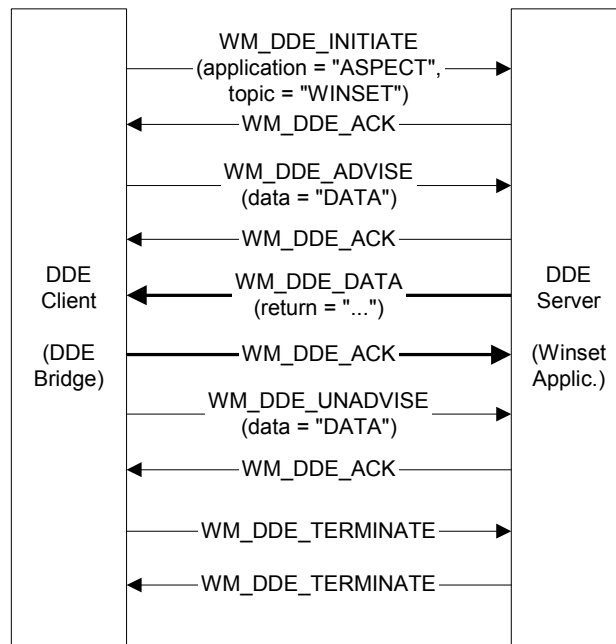 WM_DDE_INITIATE
(application = "ASPECT",
topic = "WINSET")
WM_DDE_ACK
WM_DDE_ADVISE
(data = "DATA")
WM_DDE_ACK
DDE
Client
(DDE
Bridge)
WM_DDE_DATA
(return = "...")
DDE
Server
(Winset
Applic.)
WM_DDE_ACK
WM_DDE_UNADVISE
(data = "DATA")
WM_DDE_ACK
WM_DDE_TERMINATE
WM_DDE_TERMINATE